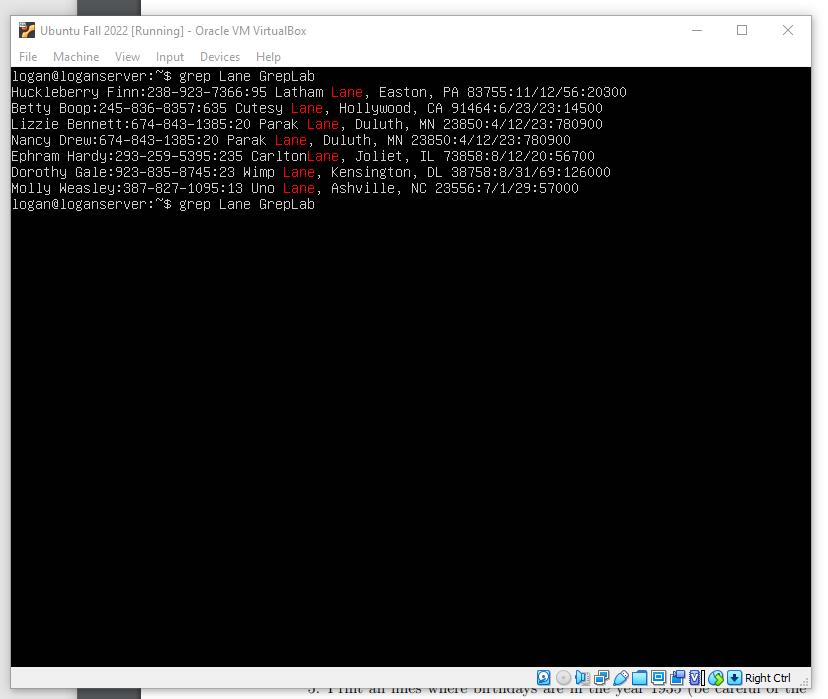 Ubuntu Fall 2022 [Running] - Oracle VM VirtualBox
File Machine View Input Devices Help
logan@loganserver:~$ grep Lane GrepLab
Huckleberry Finn:238-923-7366:95 Latham Lane, Easton, PA 83755:11/12/56:20300
Betty Boop:245-836-8357:635 Cutesy Lane, Hollywood, CA 91464:6/23/23:14500
Lizzie Bennett:674-843-1385:20 Parak Lane, Duluth, MN 23850:4/12/23:780900
Nancy Drew:674-843-1385:20 Parak Lane, Duluth, MN 23850:4/12/23:780900
Ephram Hardy:293-259-5395:235 CarltonLane, Joliet, IL 73858:8/12/20:56700
Dorothy Gale:923-835-8745:23 Wimp Lane, Kensington, DL 38758:8/31/69:126000
Molly Weasley:387-827-1095:13 Uno Lane, Ashville, NC 23556:7/1/29:57000
logan@loganserver:~$ grep Lane GrepLab
Right Ctrl
5. Print all lines where birthdays are in the year 1935 (be careful of the